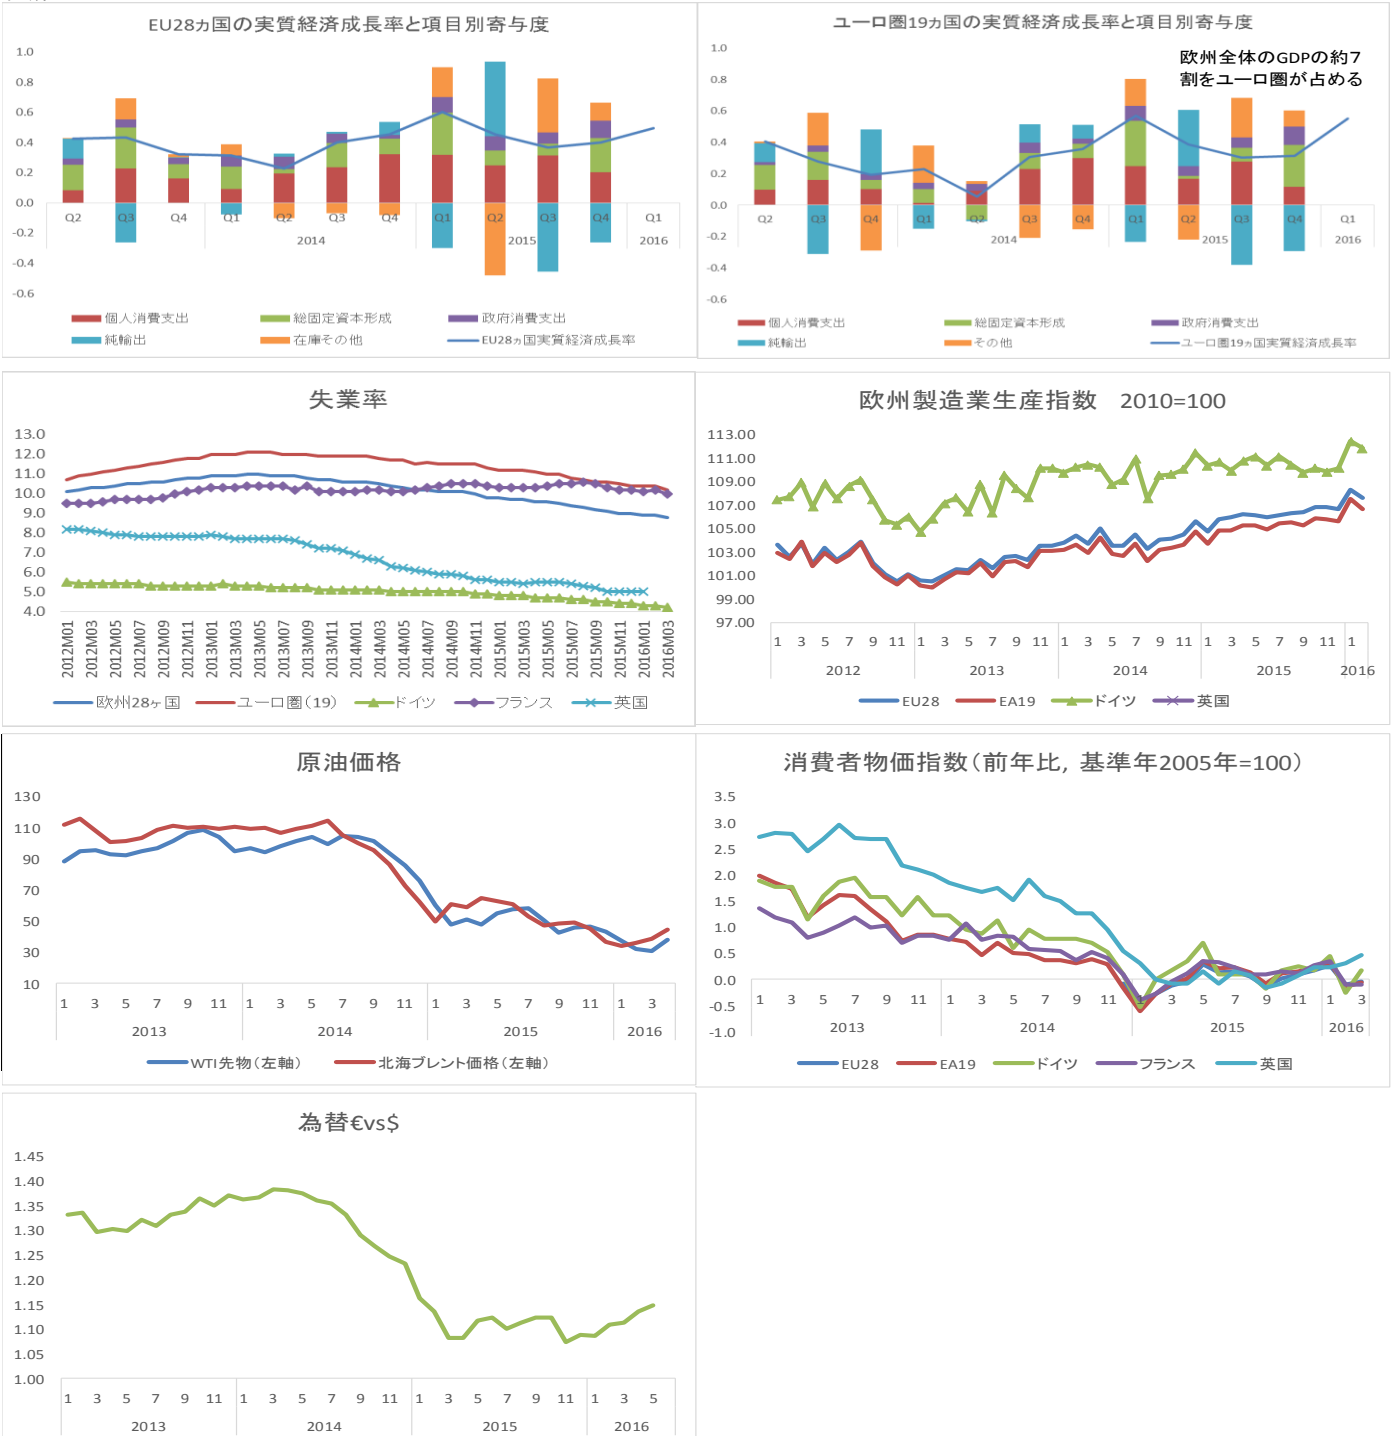 EU28ヵ国の実質経済成長率と項目別寄与度
1.0
0.8
0.6
0.4
0.2
0.0
-0.2
-0.4
-0.6
Q2 Q3 Q4 Q1 Q2 Q3 Q4 Q1 Q2 Q3 Q4 Q1
2014 2015 2016
個人消費支出 総固定資本形成 政府消費支出
純輸出 在庫その他 EU28ヵ国実質経済成長率
ユーロ圏19ヵ国の実質経済成長率と項目別寄与度
欧州全体のGDPの約7
割をユーロ圏が占める
1.0
0.8
0.6
0.4
0.2
0.0
-0.2
-0.4
-0.6
Q2 Q3 Q4 Q1 Q2 Q3 Q4 Q1 Q2 Q3 Q4 Q1
2014 2015 2016
個人消費支出 総固定資本形成 政府消費支出
純輸出 その他 ユーロ圏19ヵ国実質経済成長率
失業率
13.0
12.0
11.0
10.0
9.0
8.0
7.0
6.0
5.0
4.0
2012M01 2012M03 2012M05 2012M07 2012M09 2012M11 2013M01 2013M03 2013M05 2013M07 2013M09 2013M11 2014M01 2014M03 2014M05 2014M07 2014M09 2014M11 2015M01 2015M03 2015M05 2015M07 2015M09 2015M11 2016M01 2016M03
欧州28ヶ国 ユーロ圏(19) ドイツ フランス 英国
欧州製造業生産指数 2010=100
113.00
111.00
109.00
107.00
105.00
103.00
101.00
99.00
97.00
1 3 5 7 9 11 1 3 5 7 9 11 1 3 5 7 9 11 1 3 5 7 9 11 1
2012 2013 2014 2015 2016
EU28 EA19 ドイツ 英国
原油価格
130
110
90
70
50
30
10
1 3 5 7 9 11 1 3 5 7 9 11 1 3 5 7 9 11 1 3
2013 2014 2015 2016
WTI先物(左軸) 北海ブレント価格(左軸)
消費者物価指数(前年比, 基準年2005年=100)
3.5
3.0
2.5
2.0
1.5
1.0
0.5
0.0
-0.5
-1.0
1 3 5 7 9 11 1 3 5 7 9 11 1 3 5 7 9 11 1 3
2013 2014 2015 2016
EU28 EA19 ドイツ フランス 英国
為替€vs$
1.45
1.40
1.35
1.30
1.25
1.20
1.15
1.10
1.05
1.00
1 3 5 7 9 11 1 3 5 7 9 11 1 3 5 7 9 11 1 3 5
2013 2014 2015 2016